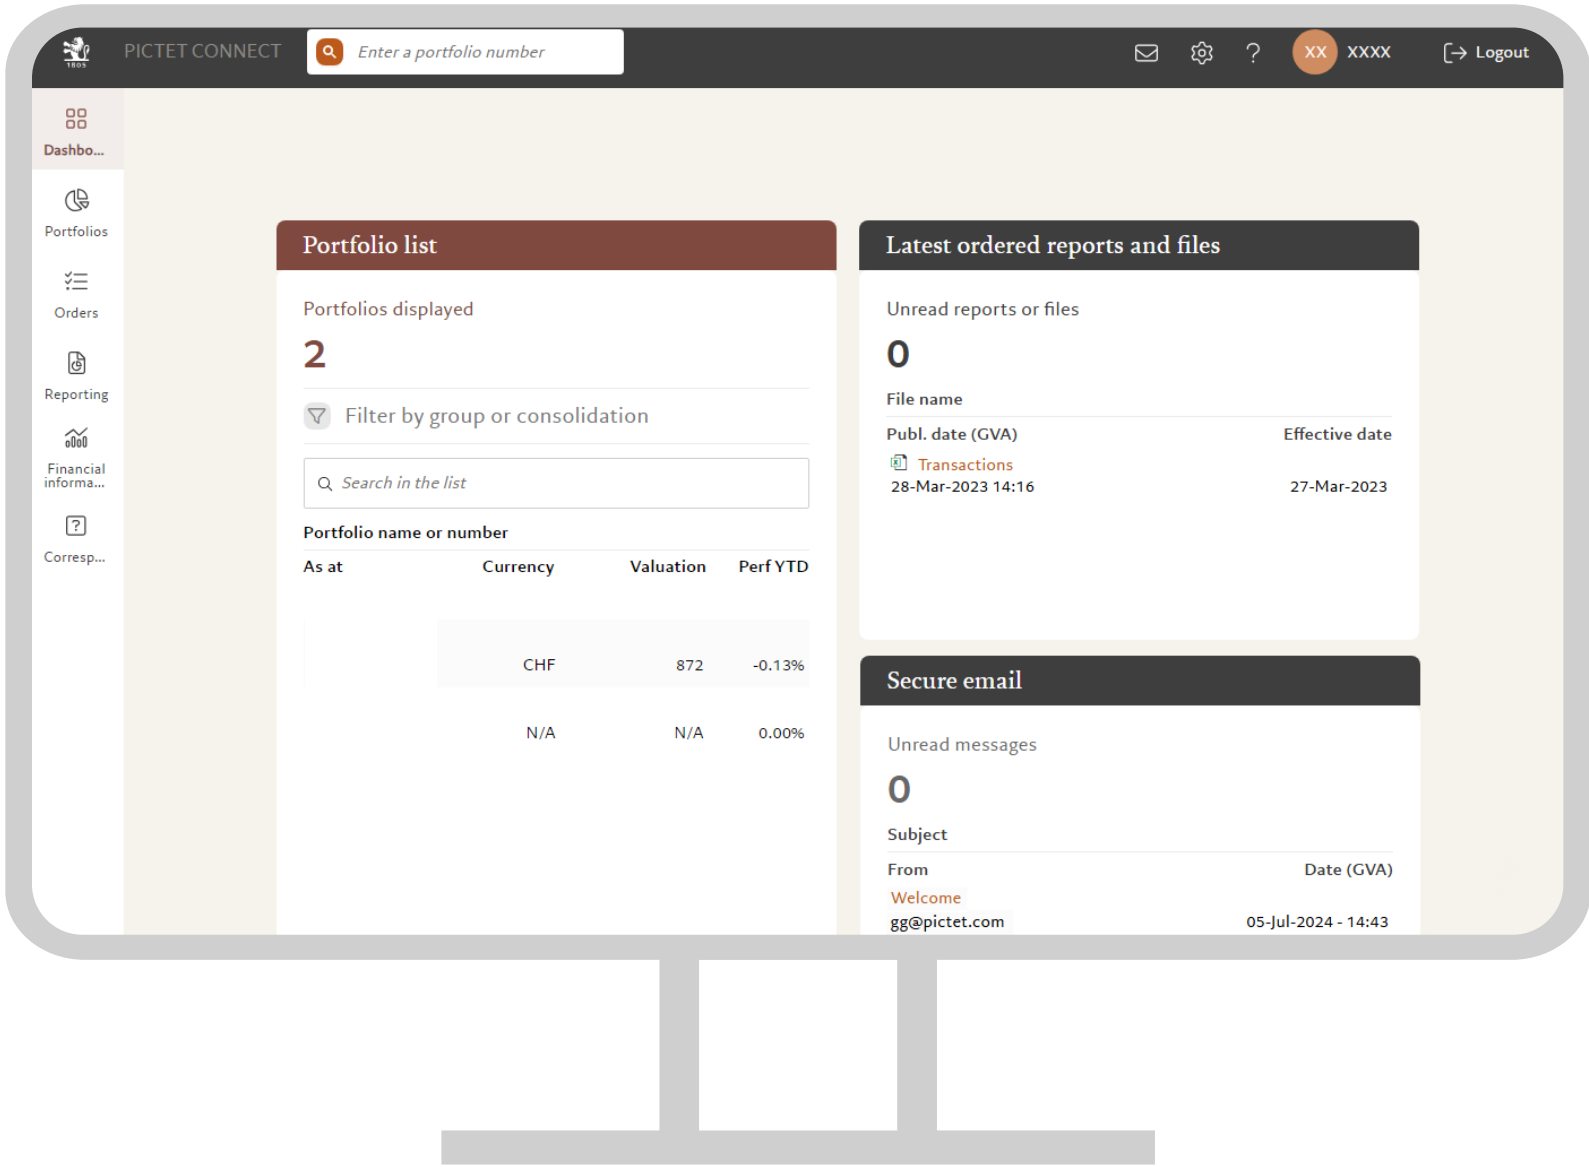 1805
PICTET CONNECT
Enter a portfolio number
?
XX
XXXX
Logout
Dashbo...
Portfolios
Orders
Reporting
Financial
informa...
?
Corresp...
Portfolio list
Portfolios displayed
2
Filter by group or consolidation
Search in the list
Portfolio name or number
As at Currency Valuation Perf YTD
CHF 872 -0.13%
N/A N/A 0.00%
Latest ordered reports and files
Unread reports or files
0
File name
Publ. date (GVA) Effective date
Transactions
28-Mar-2023 14:16 27-Mar-2023
Secure email
Unread messages
0
Subject
From Date (GVA)
Welcome
gg@pictet.com 05-Jul-2024 - 14:43